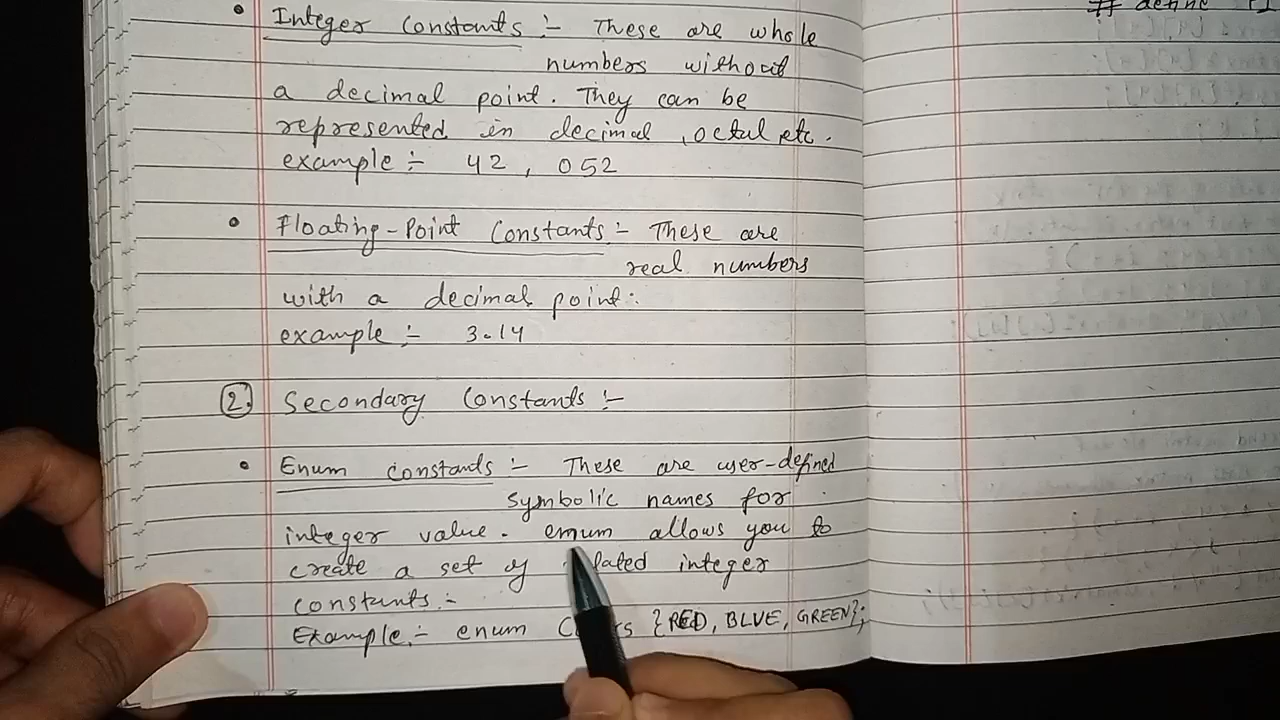 # define
• Integer Constants :- These are whole
numbers without
a decimal point. They can be
represented in decimal, octal etc.
example :- 42, 052
• Floating-Point Constants :- These are
real numbers
with a decimal point :
example :- 3.14
2. Secondary Constants :-
• Enum constants :- These are user-defined
symbolic names for
integer value. enum allows you to
create a set of integer
constants :-
Example :- enum {RED, BLUE, GREEN};